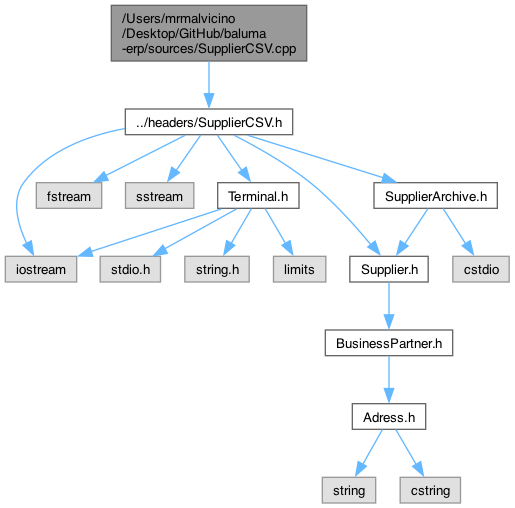 /Users/mrmalvicino
/Desktop/GitHub/baluma
-erp/sources/SupplierCSV.cpp
../headers/SupplierCSV.h
fstream
sstream
Terminal.h
SupplierArchive.h
iostream
stdio.h
string.h
limits
Supplier.h
cstdio
BusinessPartner.h
Adress.h
string
cstring